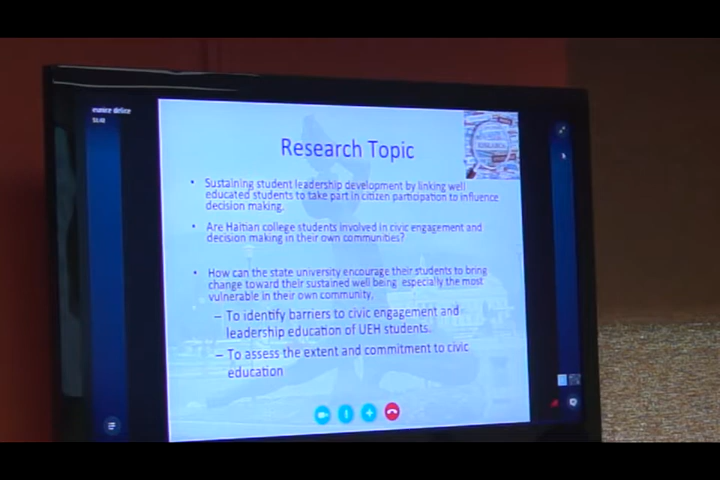 eunice delice
Research Topic
RESEARCH
• Sustaining student leadership development by linking well
educated students to take part in citizen participation to influence
decision making.
• Are Haitian college students involved in civic engagement and
decision making in their own communities?
• How can the state university encourage their students to bring
change toward their sustained well being especially the most
vulnerable in their own community.
– To identify barriers to civic engagement and
leadership education of UEH students.
– To assess the extent and commitment to civic
education